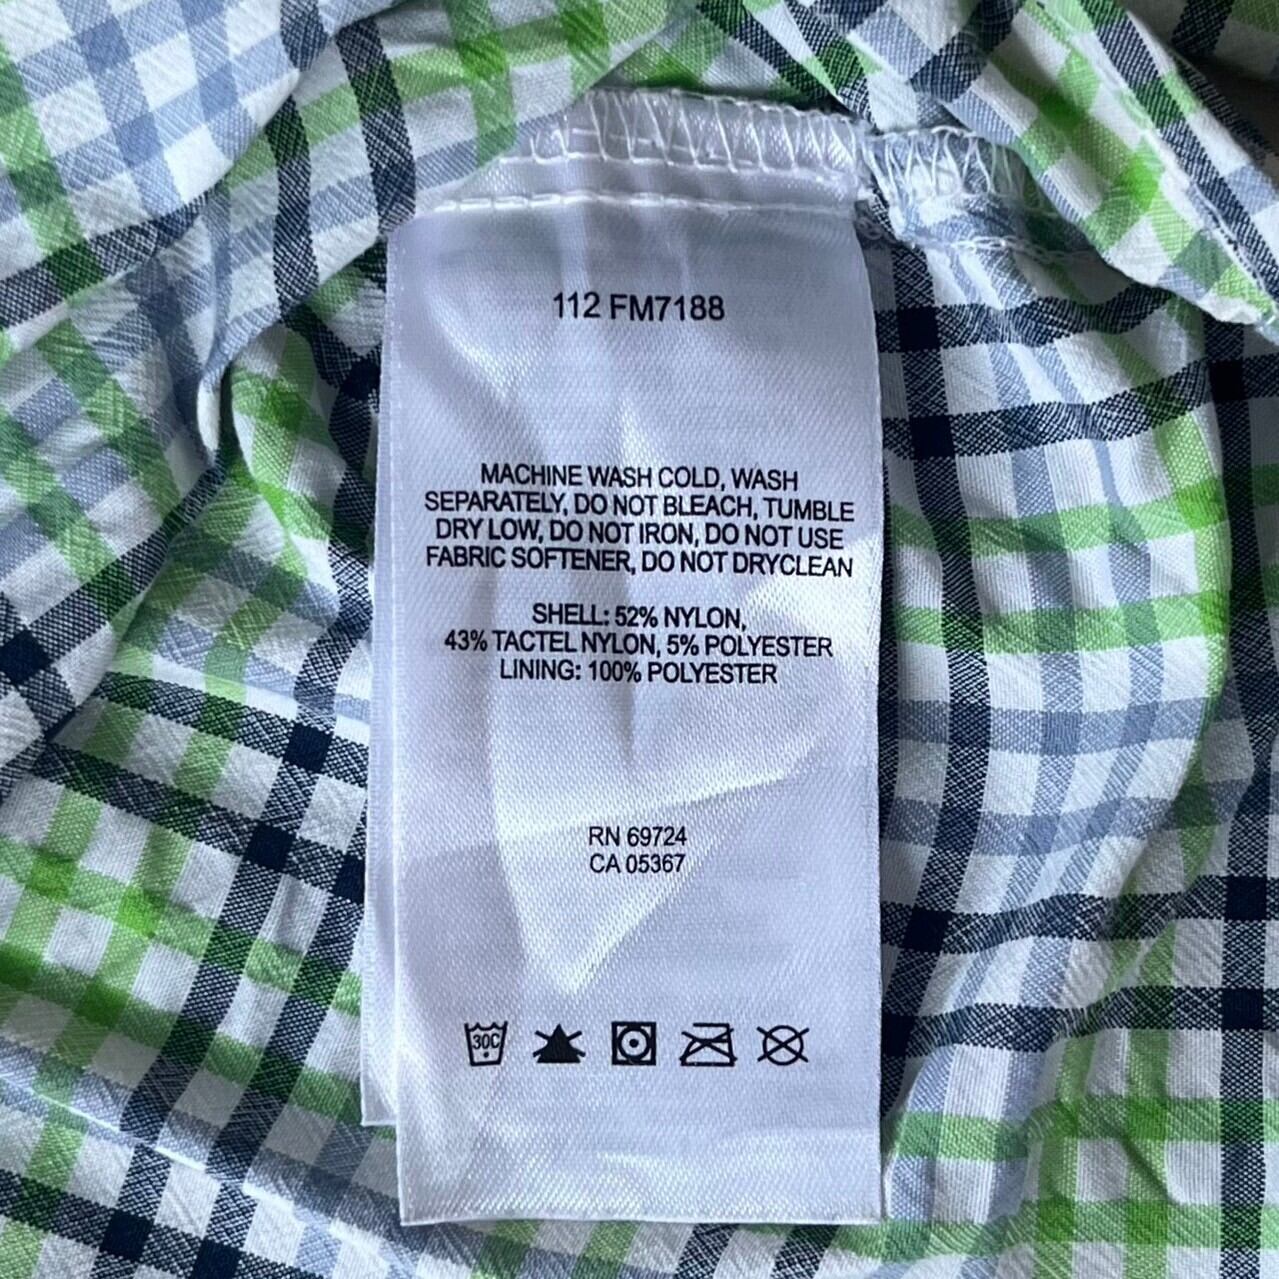 112 FM7188
MACHINE WASH COLD, WASH
SEPARATELY, DO NOT BLEACH, TUMBLE
DRY LOW, DO NOT IRON, DO NOT USE
FABRIC SOFTENER, DO NOT DRYCLEAN
SHELL: 52% NYLON,
43% TACTEL NYLON, 5% POLYESTER
LINING: 100% POLYESTER
RN 69724
CA 05367
30C